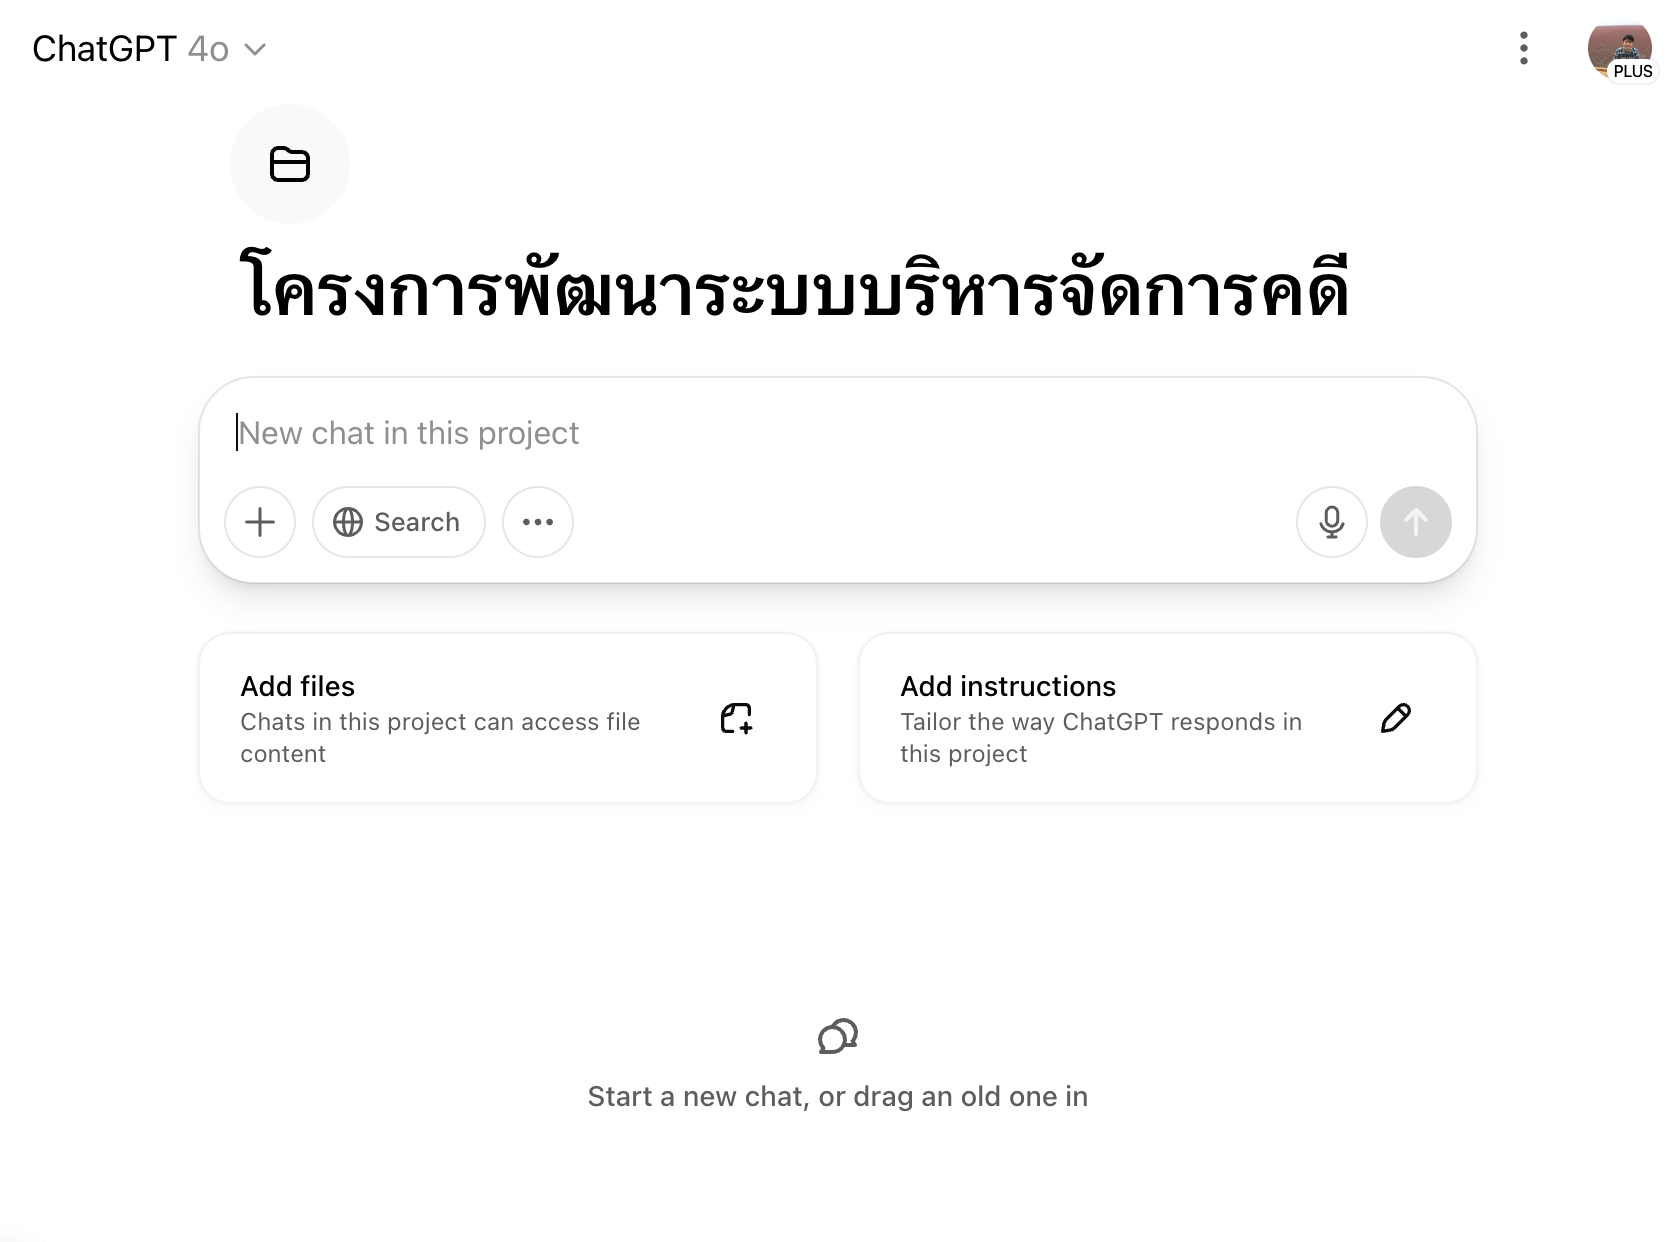 ChatGPT 4o
PLUS
โครงการพัฒนาระบบบริหารจัดการคดี
New chat in this project
Search
Add files
Chats in this project can access file
content
Add instructions
Tailor the way ChatGPT responds in
this project
Start a new chat, or drag an old one in